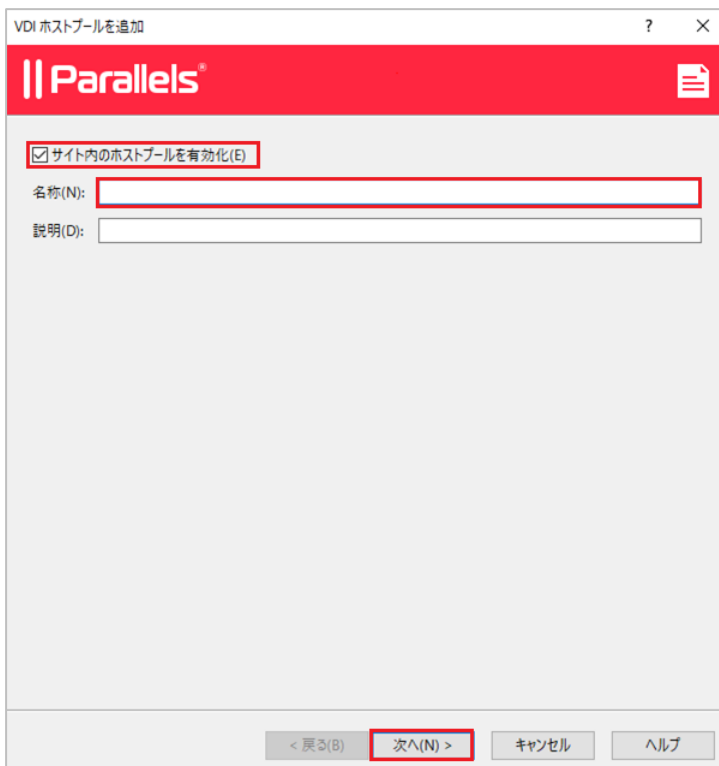 VDI ホストプールを追加
Parallels®
サイト内のホストプールを有効化(E)
名称(N):
説明(D):
< 戻る(B) 次へ(N) > キャンセル ヘルプ